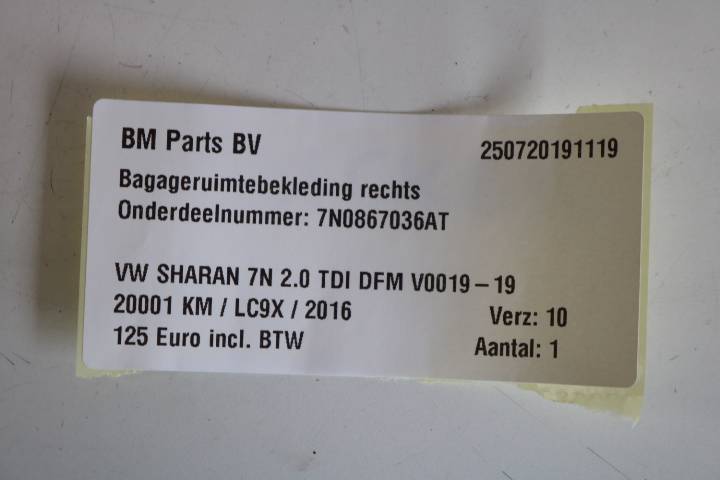 BM Parts BV 250720191119
Bagageruimtebekleding rechts
Onderdeelnummer: 7N0867036AT
VW SHARAN 7N 2.0 TDI DFM V0019-19
20001 KM / LC9X / 2016 Verz: 10
125 Euro incl. BTW Aantal: 1